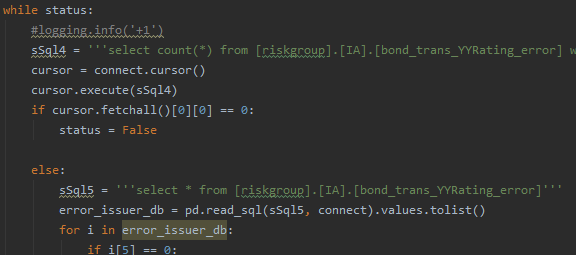 while status:
#logging.info('+1')
sSql4 = '''select count(*) from [riskgroup].[IA].[bond_trans_YYRating_error] w
cursor = connect.cursor()
cursor.execute(sSql4)
if cursor.fetchall()[0][0] == 0:
status = False
else:
sSql5 = '''select * from [riskgroup].[IA].[bond_trans_YYRating_error]'''
error_issuer_db = pd.read_sql(sSql5, connect).values.tolist()
for i in error_issuer_db:
if i[5] == 0: